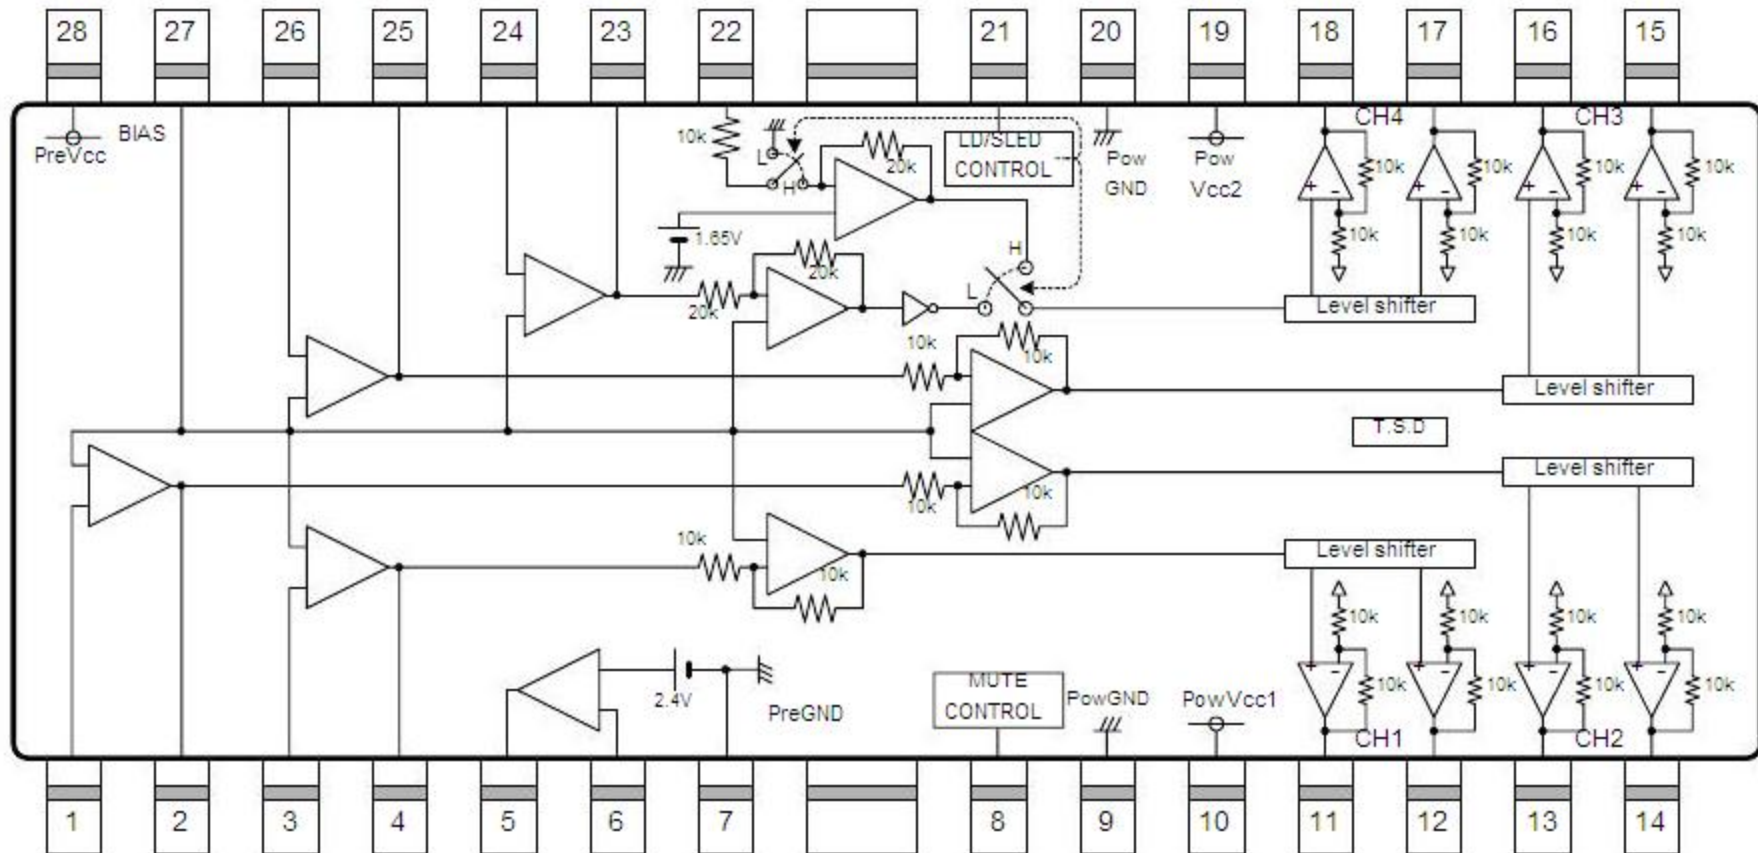 28 27 26 25 24 23 22 21 20 19 18 17 16 15
PreVcc
BIAS
10k
L
H
20k
LD/SLED
CONTROL
Pow
GND
Pow
Vcc2
CH4
CH3
10k
10k
10k
10k
10k
10k
10k
10k
1.65V
20k
20k
H
L
Level shifter
10k
10k
Level shifter
T.S.D
Level shifter
10k
10k
10k
10k
Level shifter
10k
10k
10k
10k
10k
10k
10k
10k
2.4V
PreGND
MUTE
CONTROL
PowGND
PowVcc1
CH1
CH2
1 2 3 4 5 6 7 8 9 10 11 12 13 14